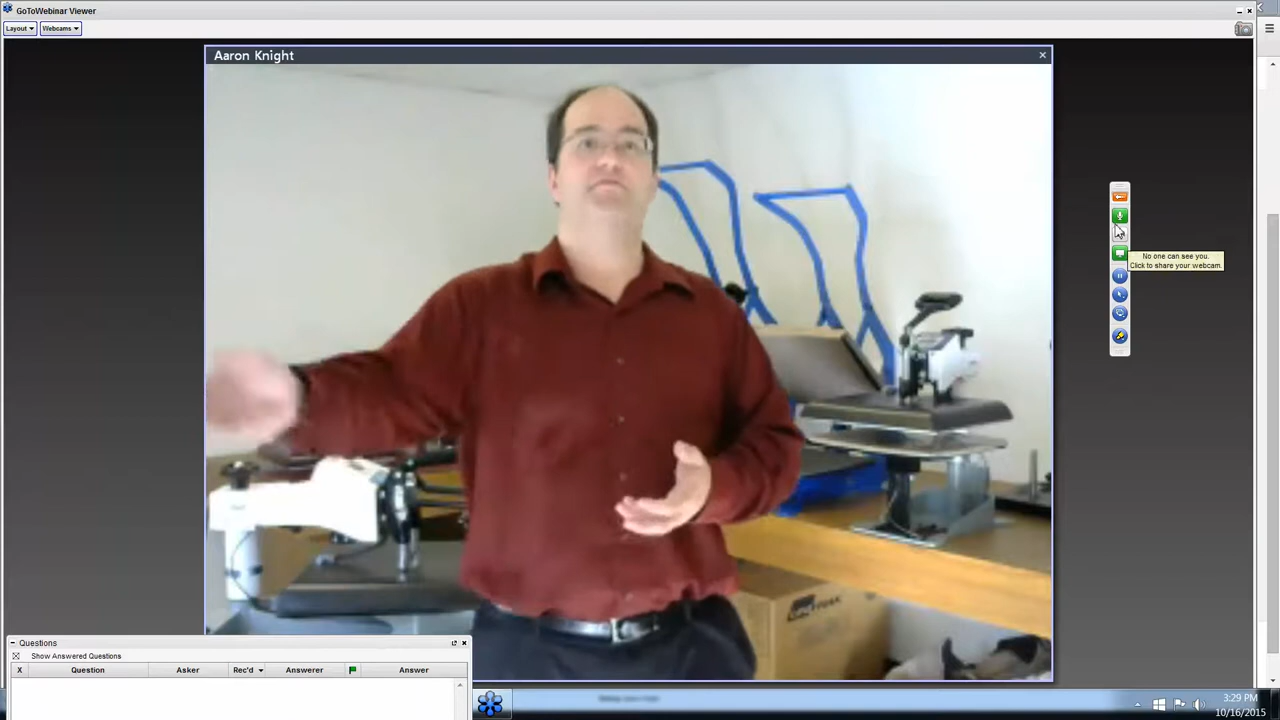 GoToWebinar Viewer
Layout
Webcams
Aaron Knight
No one can see you.
Click to share your webcam.
Questions
Show Answered Questions
X Question Asker Rec'd Answerer Answer
3:29 PM
10/16/2015